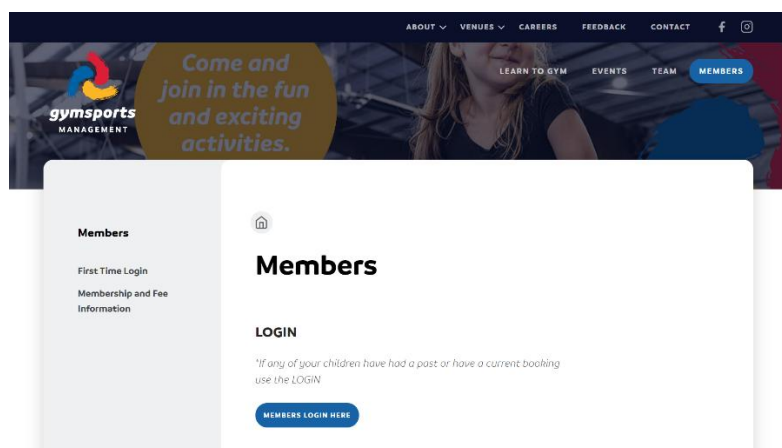 ABOUT VENUES CAREERS FEEDBACK CONTACT
Come and
join in the fun
and exciting
activities.
gymsports
MANAGEMENT
LEARN TO GYM EVENTS TEAM MEMBERS
Members
First Time Login
Membership and Fee
Information
Members
LOGIN
*If any of your children have had a past or have a current booking
use the LOGIN
MEMBERS LOGIN HERE